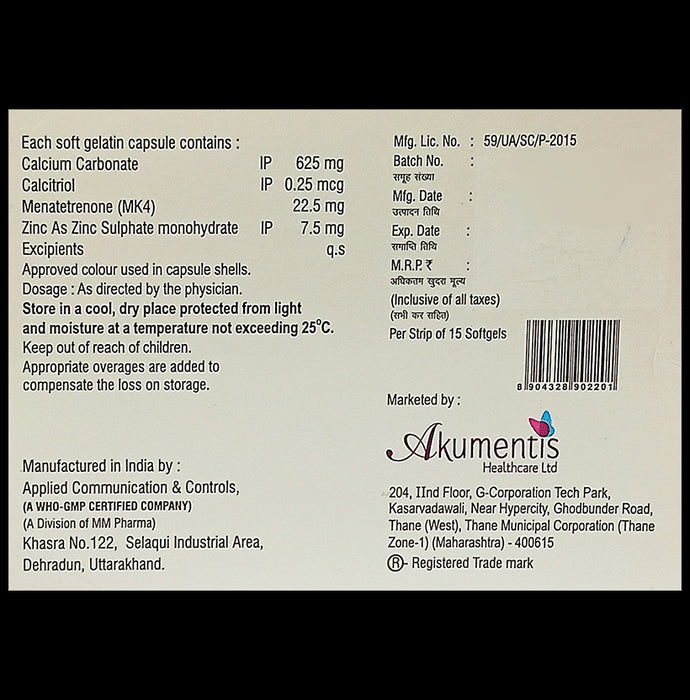 Each soft gelatin capsule contains :
Calcium Carbonate IP 625 mg
Calcitriol IP 0.25 mcg
Menatetrenone (MK4) 22.5 mg
Zinc As Zinc Sulphate monohydrate IP 7.5 mg
Excipients q.s
Approved colour used in capsule shells.
Dosage : As directed by the physician.
Store in a cool, dry place protected from light
and moisture at a temperature not exceeding 25°C.
Keep out of reach of children.
Appropriate overages are added to
compensate the loss on storage.
Manufactured in India by :
Applied Communication & Controls,
(A WHO-GMP CERTIFIED COMPANY)
(A Division of MM Pharma)
Khasra No.122, Selaqui Industrial Area,
Dehradun, Uttarakhand.
Mfg. Lic. No. : 59/UA/SC/P-2015
Batch No. :
समूह संख्या
Mfg. Date :
उत्पादन तिथि
Exp. Date :
समाप्ति तिथि
M.R.P. ₹ :
अधिकतम खुदरा मूल्य
(Inclusive of all taxes)
(सभी कर सहित)
Per Strip of 15 Softgels
8 904328 902201
Marketed by :
Akumentis
Healthcare Ltd
204, IInd Floor, G-Corporation Tech Park,
Kasarvadawali, Near Hypercity, Ghodbunder Road,
Thane (West), Thane Municipal Corporation (Thane
Zone-1) (Maharashtra) - 400615
®- Registered Trade mark